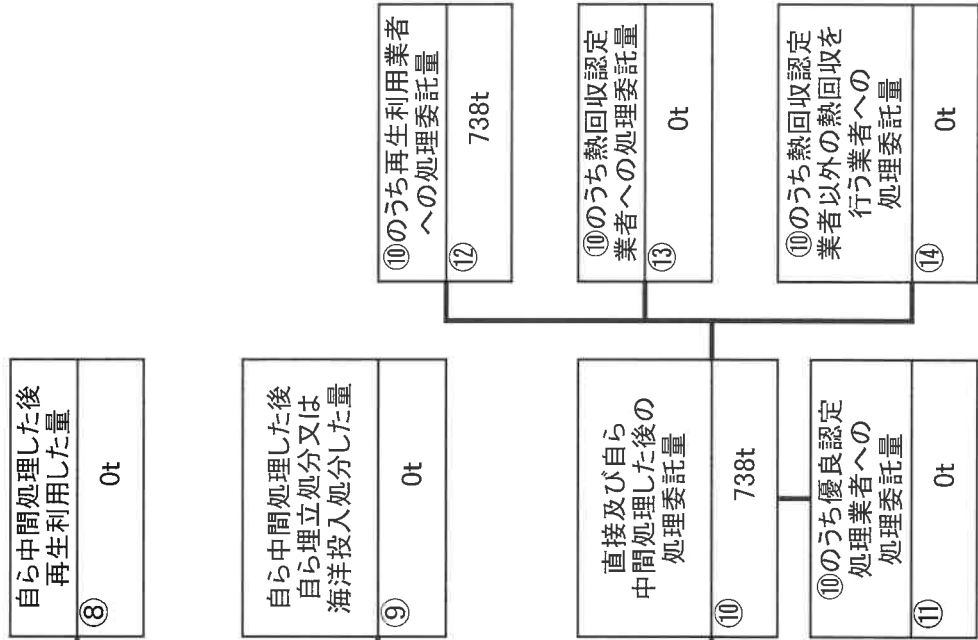 自ら中間処理した後
再生利用した量
⑧
0t
自ら中間処理した後
自ら埋立処分又は
海洋投入処分した量
⑨
0t
直接及び自ら
中間処理した後の
処理委託量
⑩
738t
⑩のうち優良認定
処理業者への
処理委託量
⑪
0t
⑩のうち再生利用業者
への処理委託量
⑫
738t
⑩のうち熱回収認定
業者への処理委託量
⑬
0t
⑩のうち熱回収認定
業者以外の熱回収を
行う業者への
処理委託量
⑭
0t